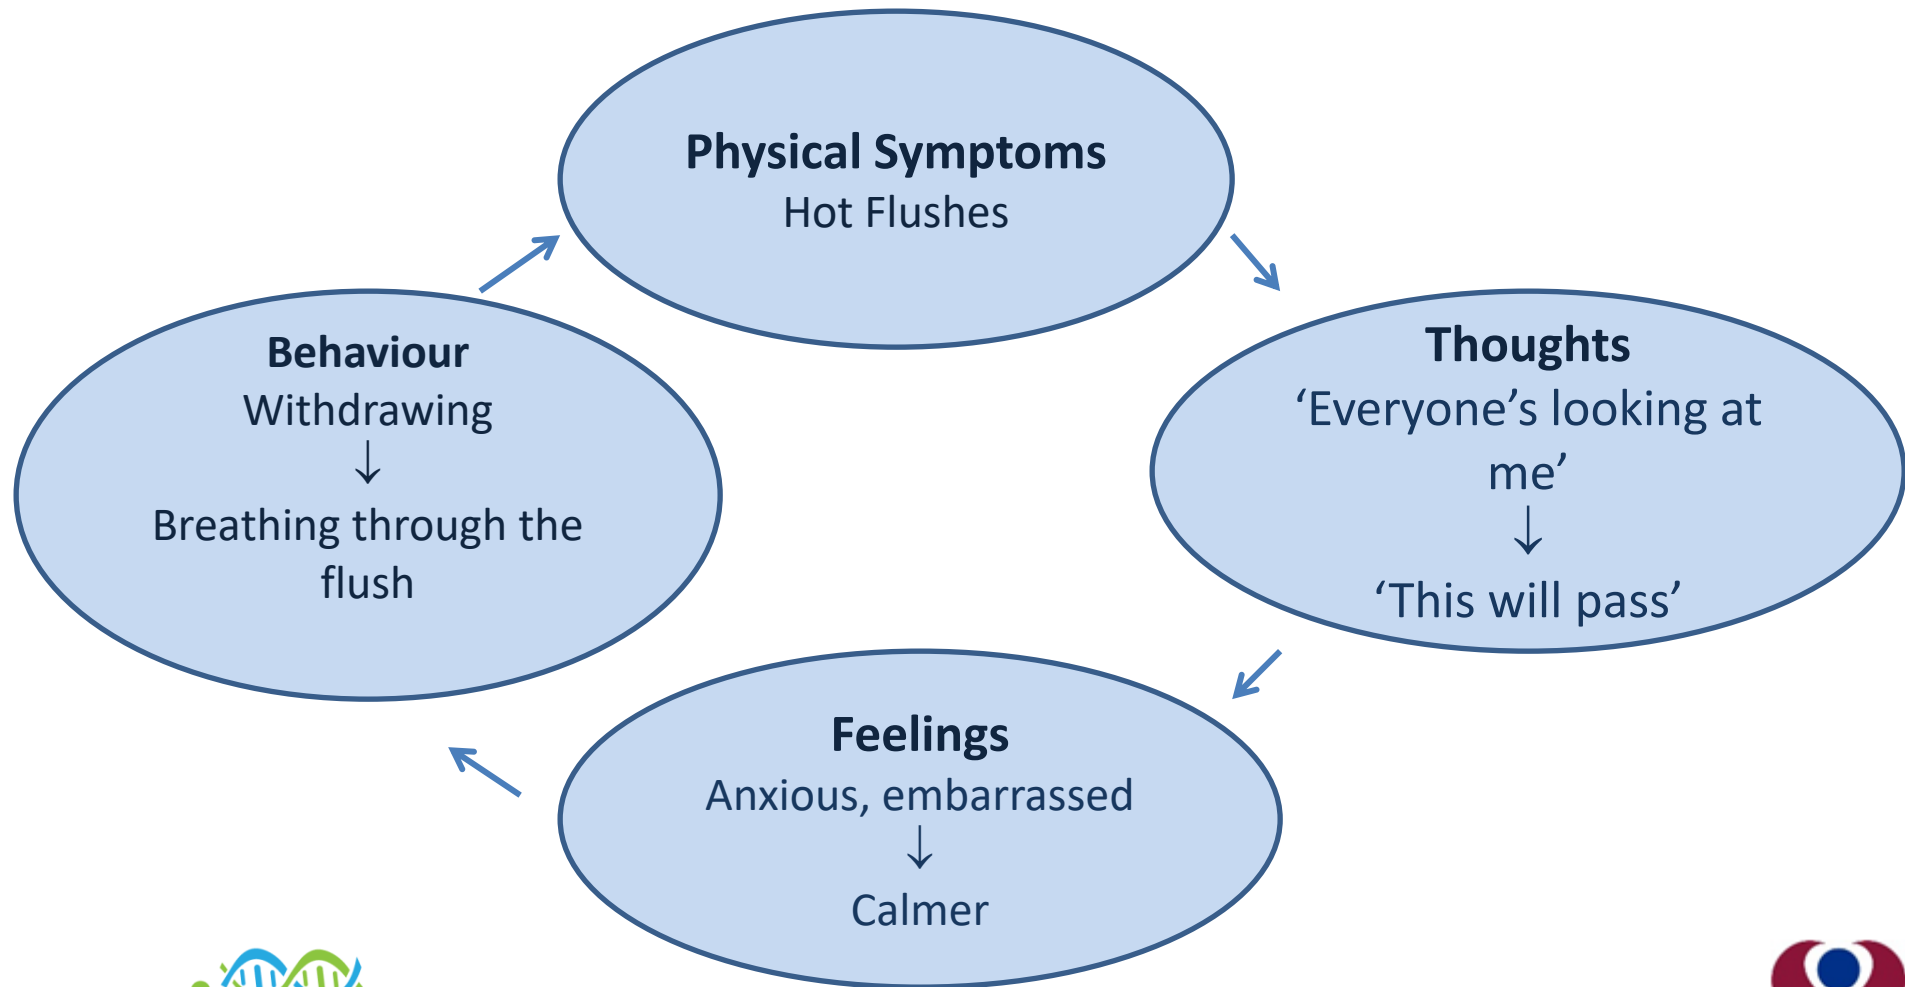 Physical Symptoms
Hot Flushes
Thoughts
‘Everyone’s looking at
me’
↓
‘This will pass’
Feelings
Anxious, embarrassed
↓
Calmer
Behaviour
Withdrawing
↓
Breathing through the
flush